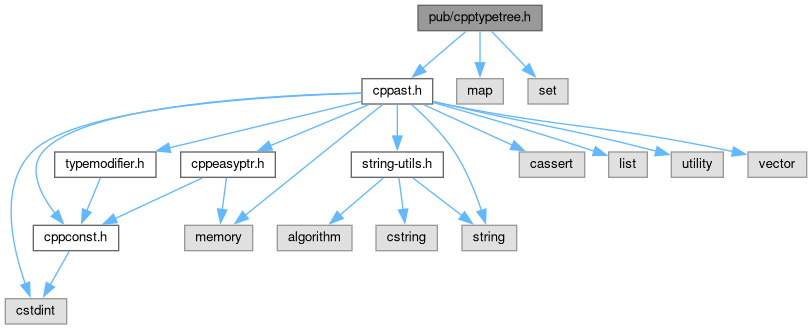 pub/cpptypetree.h
cppast.h
map
set
typemodifier.h
cppeasyptr.h
string-utils.h
cassert
list
utility
vector
cppconst.h
memory
algorithm
cstring
string
cstdint